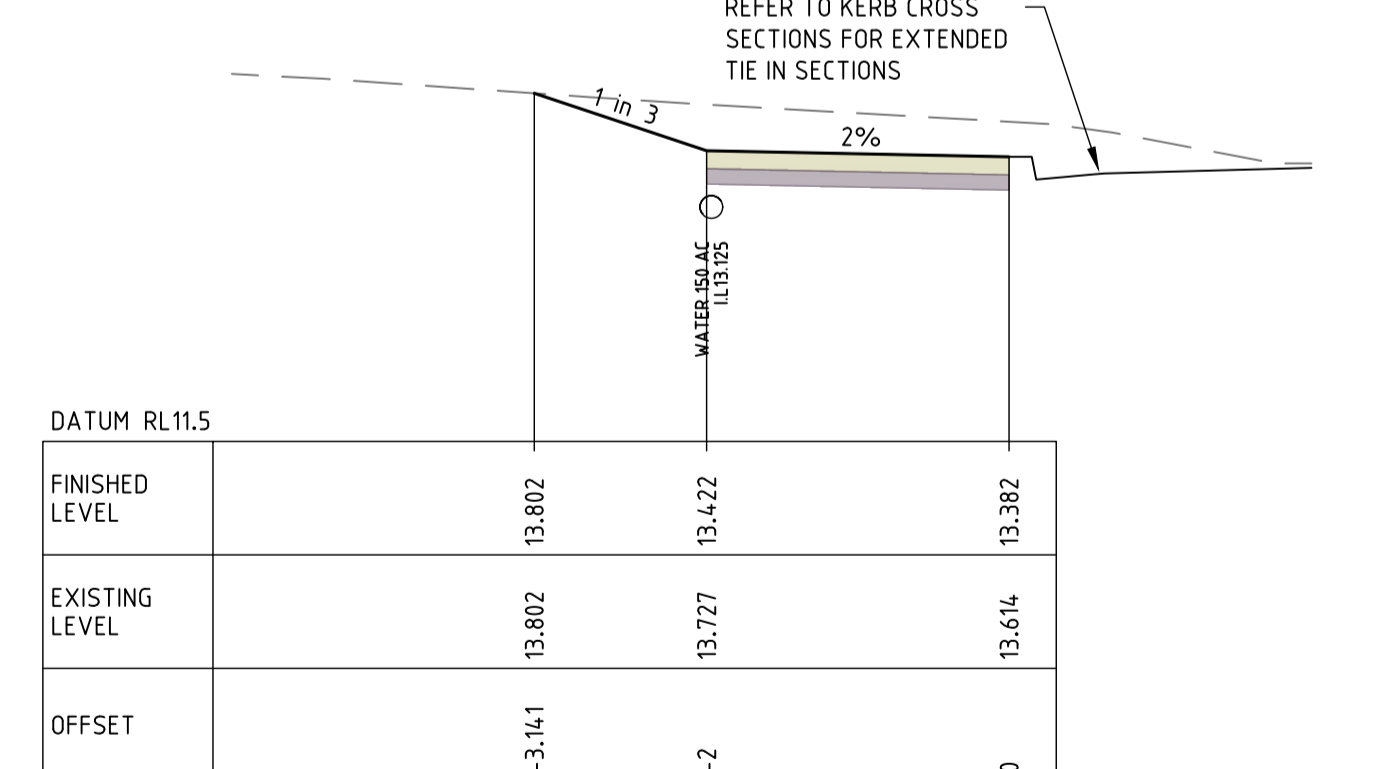 REFER TO KERB CROSS
SECTIONS FOR EXTENDED
TIE IN SECTIONS
1 in 3
2%
WATER 150 AC
I.L13.125
DATUM RL11.5
FINISHED
LEVEL
13.802
13.422
13.382
EXISTING
LEVEL
13.802
13.727
13.614
OFFSET
-3.141
-2